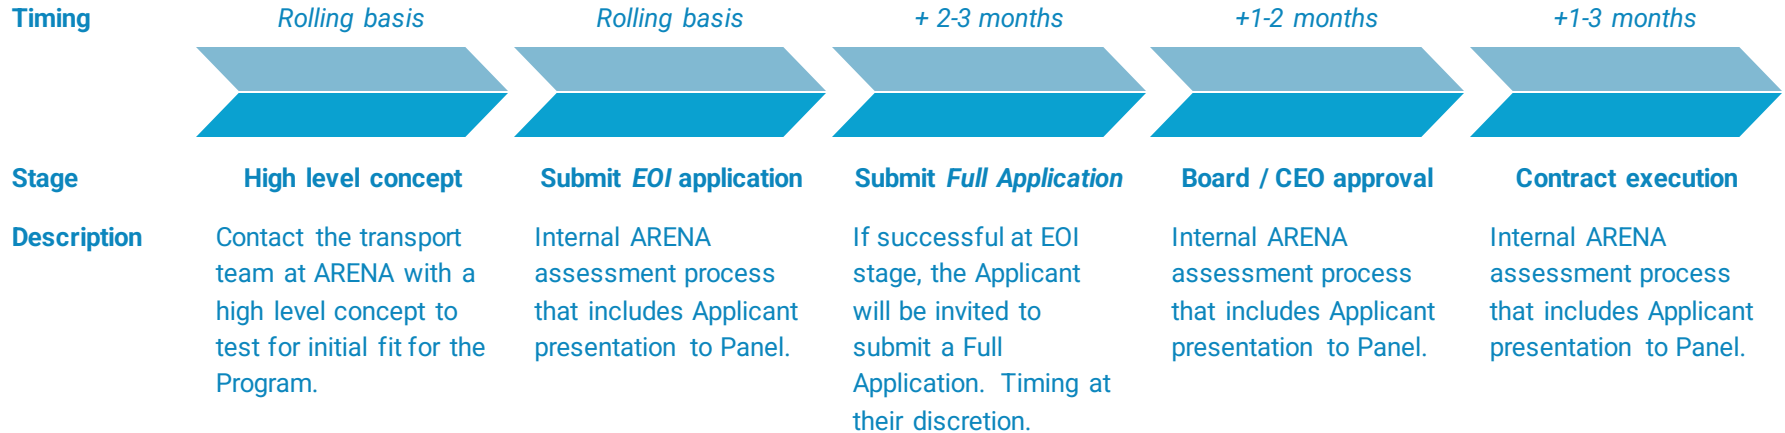 Timing
Rolling basis
Rolling basis
+ 2-3 months
+1-2 months
+1-3 months
Stage
High level concept
Submit EOI application
Submit Full Application
Board / CEO approval
Contract execution
Description
Contact the transport
team at ARENA with a
high level concept to
test for initial fit for the
Program.
Internal ARENA
assessment process
that includes Applicant
presentation to Panel.
If successful at EOI
stage, the Applicant
will be invited to
submit a Full
Application. Timing at
their discretion.
Internal ARENA
assessment process
that includes Applicant
presentation to Panel.
Internal ARENA
assessment process
that includes Applicant
presentation to Panel.